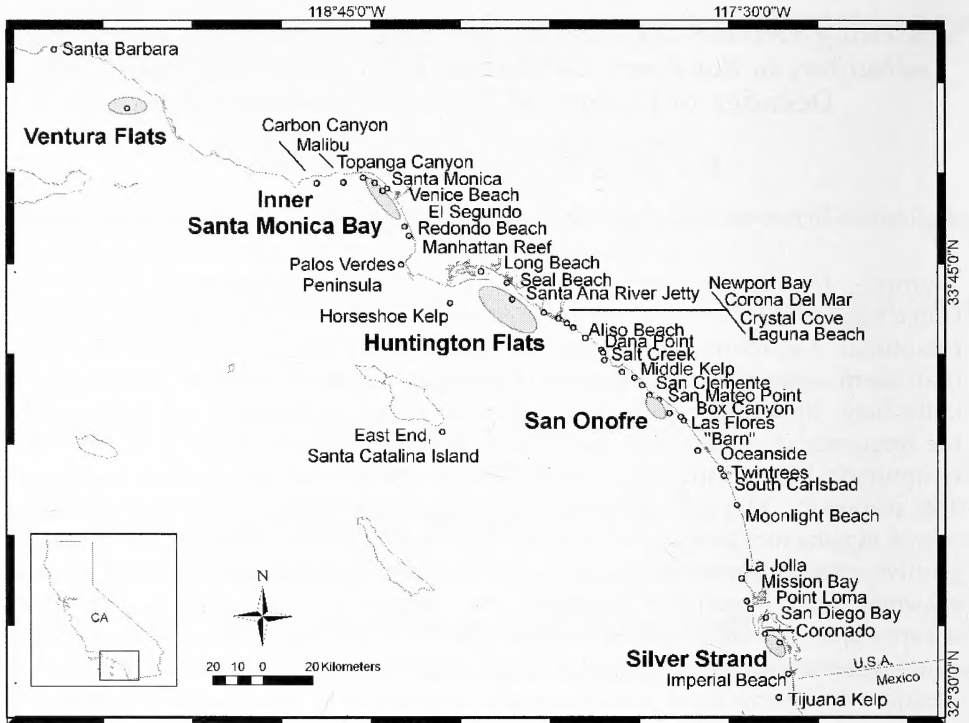 118°45'0"W
117°30'0"W
Santa Barbara
Ventura Flats
Carbon Canyon
Malibu
Topanga Canyon
Santa Monica
Venice Beach
Inner
Santa Monica Bay
El Segundo
Redondo Beach
Manhattan Reef
Palos Verdes
Peninsula
Long Beach
Seal Beach
Santa Ana River Jetty
Horseshoe Kelp
Huntington Flats
Newport Bay
Corona Del Mar
Crystal Cove
Laguna Beach
33°45'0"N
Aliso Beach
Dana Point
Salt Creek
Middle Kelp
San Clemente
San Mateo Point
San Onofre
Box Canyon
Las Flores
"Barn"
East End,
Santa Catalina Island
Oceanside
Twintrees
South Carlsbad
Moonlight Beach
La Jolla
Mission Bay
Point Loma
San Diego Bay
Coronado
Silver Strand
Imperial Beach
U.S.A.
Mexico
Tijuana Kelp
32°30'0"N
CA
N
20 10 0 20 Kilometers